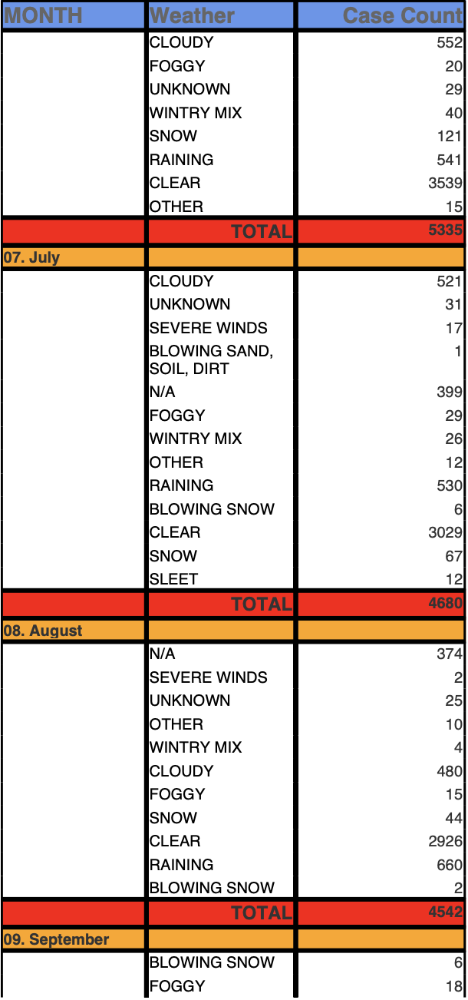 MONTH Weather Case Count
CLOUDY 552
FOGGY 20
UNKNOWN 29
WINTRY MIX 40
SNOW 121
RAINING 541
CLEAR 3539
OTHER 15
TOTAL 5335
07. July
CLOUDY 521
UNKNOWN 31
SEVERE WINDS 17
BLOWING SAND, 1
SOIL, DIRT
N/A 399
FOGGY 29
WINTRY MIX 26
OTHER 12
RAINING 530
BLOWING SNOW 6
CLEAR 3029
SNOW 67
SLEET 12
TOTAL 4680
08. August
N/A 374
SEVERE WINDS 2
UNKNOWN 25
OTHER 10
WINTRY MIX 4
CLOUDY 480
FOGGY 15
SNOW 44
CLEAR 2926
RAINING 660
BLOWING SNOW 2
TOTAL 4542
09. September
BLOWING SNOW 6
FOGGY 18